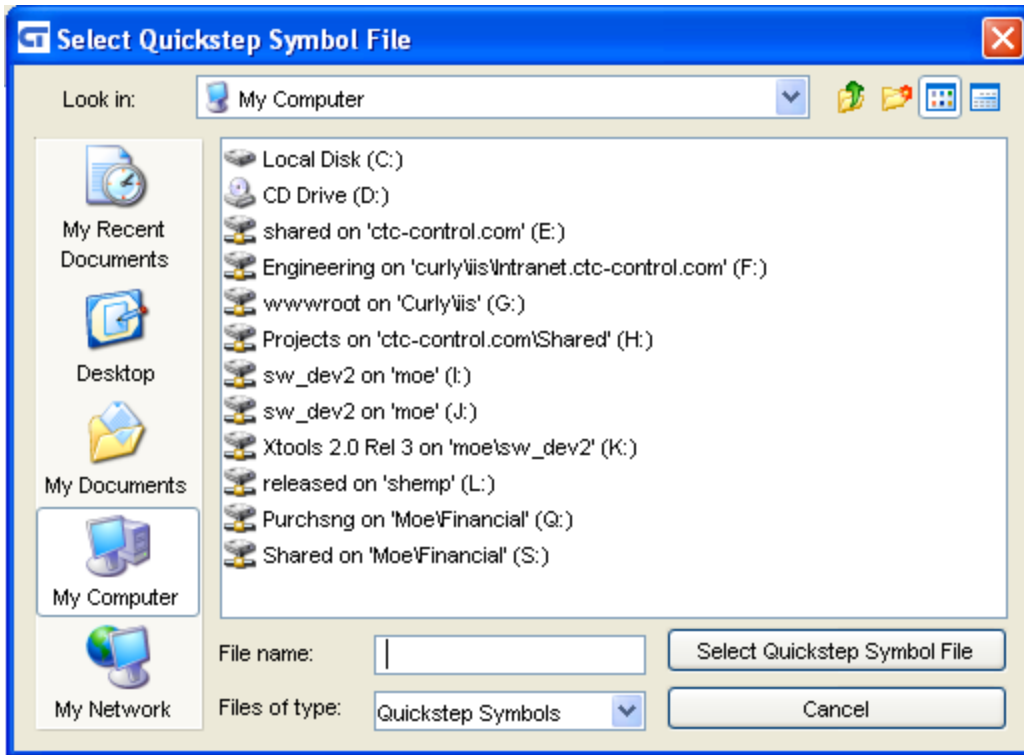 CT Select Quickstep Symbol File
Look in: My Computer
My Recent
Documents
Desktop
My Documents
My Computer
My Network
Local Disk (C:)
CD Drive (D:)
shared on 'ctc-control.com' (E:)
Engineering on 'curly\iis\Intranet.ctc-control.com' (F:)
wwwroot on 'Curly\iis' (G:)
Projects on 'ctc-control.com\Shared' (H:)
sw_dev2 on 'moe' (I:)
sw_dev2 on 'moe' (J:)
Xtools 2.0 Rel 3 on 'moe\sw_dev2' (K:)
released on 'shemp' (L:)
Purchsng on 'Moe\Financial' (Q:)
Shared on 'Moe\Financial' (S:)
File name:
Select Quickstep Symbol File
Files of type: Quickstep Symbols
Cancel